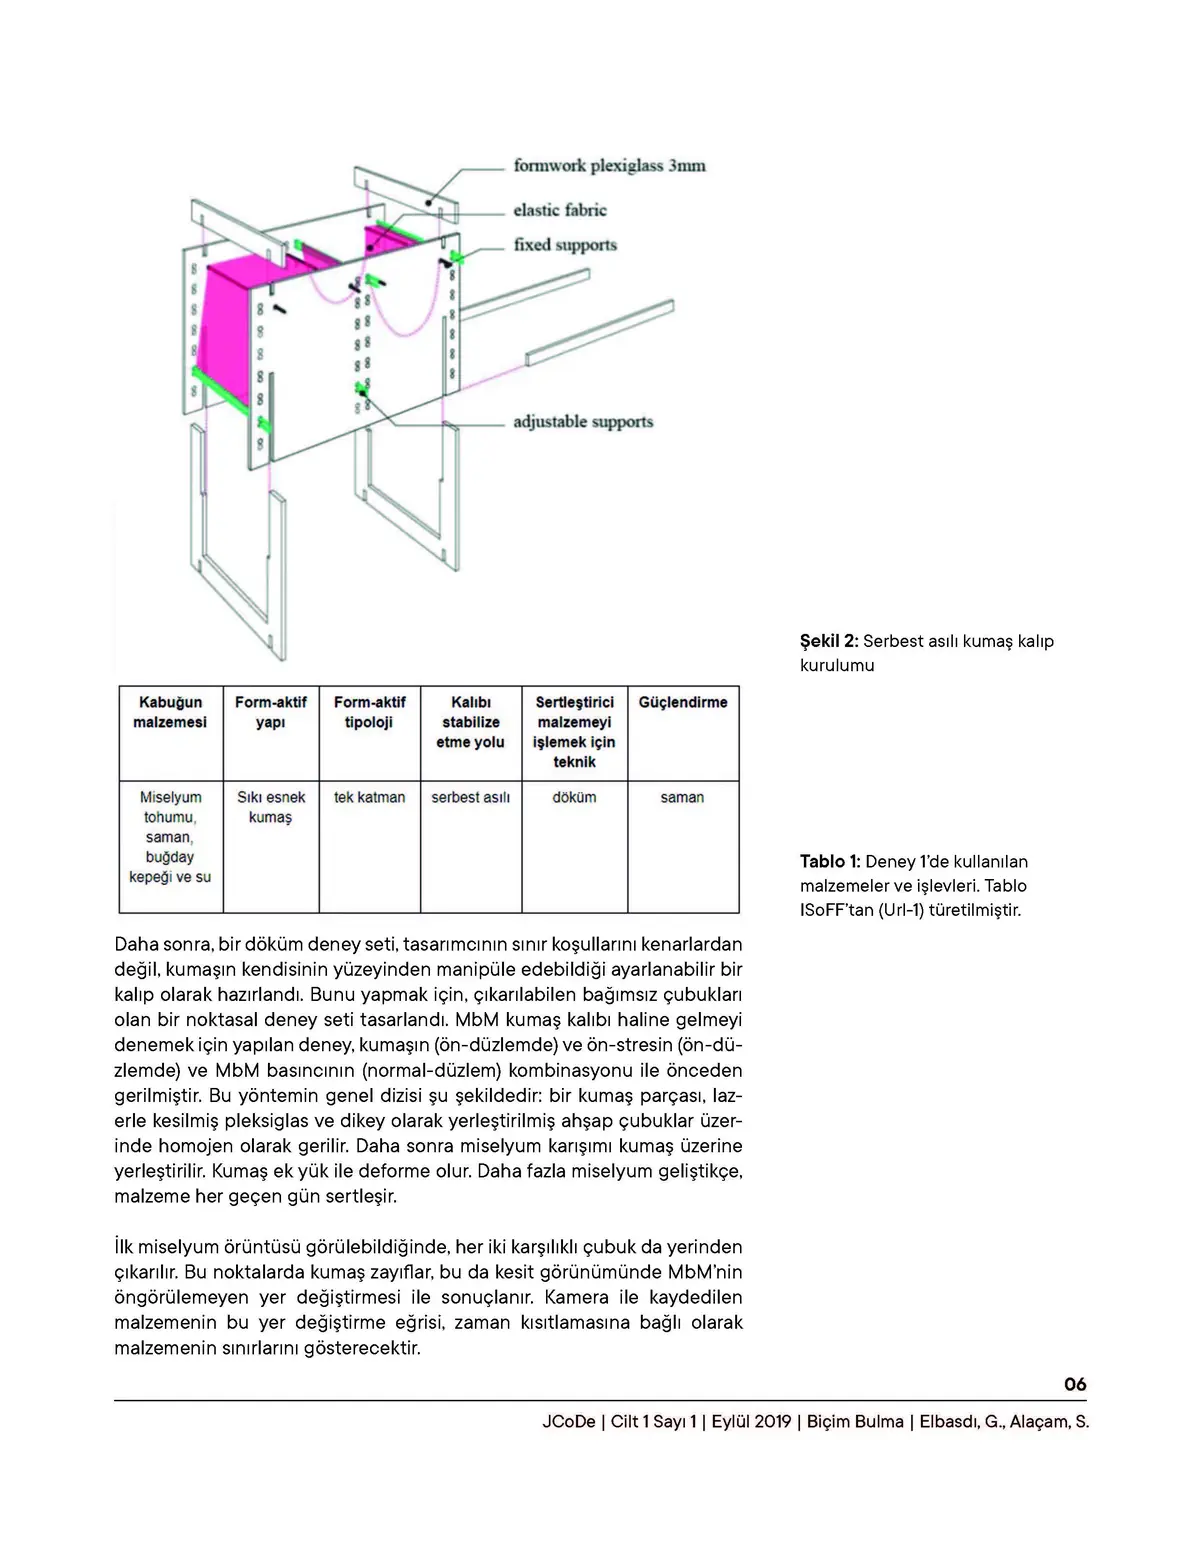 formwork plexiglass 3mm
elastic fabric
fixed supports
adjustable supports
Şekil 2: Serbest asılı kumaş kalıp
kurulumu
Kabuğun malzemesi
Form-aktif yapı
Form-aktif tipoloji
Kalıbı stabilize etme yolu
Sertleştirici malzemeyi işlemek için teknik
Güçlendirme
Miselyum tohumu, saman, buğday kepeği ve su
Sıkı esnek kumaş
tek katman
serbest asılı
döküm
saman
Tablo 1: Deney 1'de kullanılan
malzemeler ve işlevleri. Tablo
ISoFF'tan (Url-1) türetilmiştir.
Daha sonra, bir döküm deney seti, tasarımcının sınır koşullarını kenarlardan
değil, kumaşın kendisinin yüzeyinden manipüle edebildiği ayarlanabilir bir
kalıp olarak hazırlandı. Bunu yapmak için, çıkarılabilen bağımsız çubukları
olan bir noktasal deney seti tasarlandı. MbM kumaş kalıbı haline gelmeyi
denemek için yapılan deney, kumaşın (ön-düzlemde) ve ön-stresin (ön-dü-
zlemde) ve MbM basıncının (normal-düzlem) kombinasyonu ile önceden
gerilmiştir. Bu yöntemin genel dizisi şu şekildedir: bir kumaş parçası, laz-
erle kesilmiş pleksiglas ve dikey olarak yerleştirilmiş ahşap çubuklar üzer-
inde homojen olarak gerilir. Daha sonra miselyum karışımı kumaş üzerine
yerleştirilir. Kumaş ek yük ile deforme olur. Daha fazla miselyum geliştikçe,
malzeme her geçen gün sertleşir.
İlk miselyum örüntüsü görülebildiğinde, her iki karşılıklı çubuk da yerinden
çıkarılır. Bu noktalarda kumaş zayıflar, bu da kesit görünümünde MbM'nin
öngörülemeyen yer değiştirmesi ile sonuçlanır. Kamera ile kaydedilen
malzemenin bu yer değiştirme eğrisi, zaman kısıtlamasına bağlı olarak
malzemenin sınırlarını gösterecektir.
06
JCoDe | Cilt 1 Sayı 1 | Eylül 2019 | Biçim Bulma | Elbasdı, G., Alaçam, S.